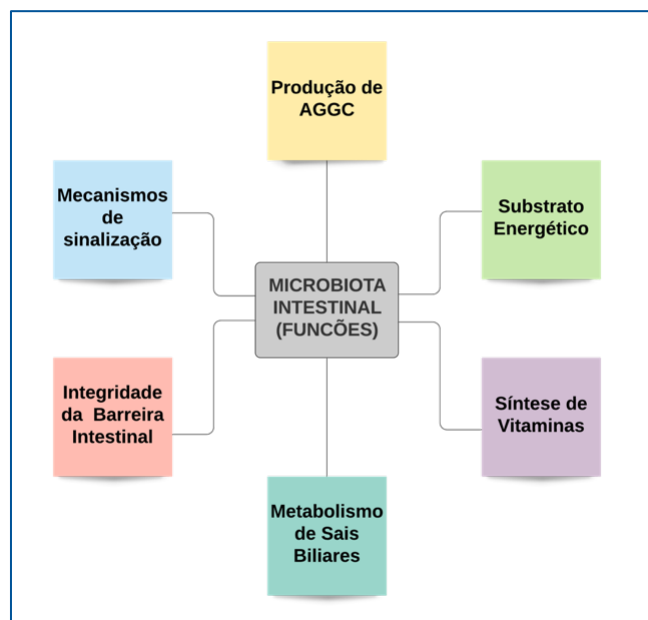 Produção de
AGGC
Mecanismos
de
sinalização
Substrato
Energético
MICROBIOTA
INTESTINAL
(FUNCÕES)
Integridade
da Barreira
Intestinal
Síntese de
Vitaminas
Metabolismo
de Sais
Biliares